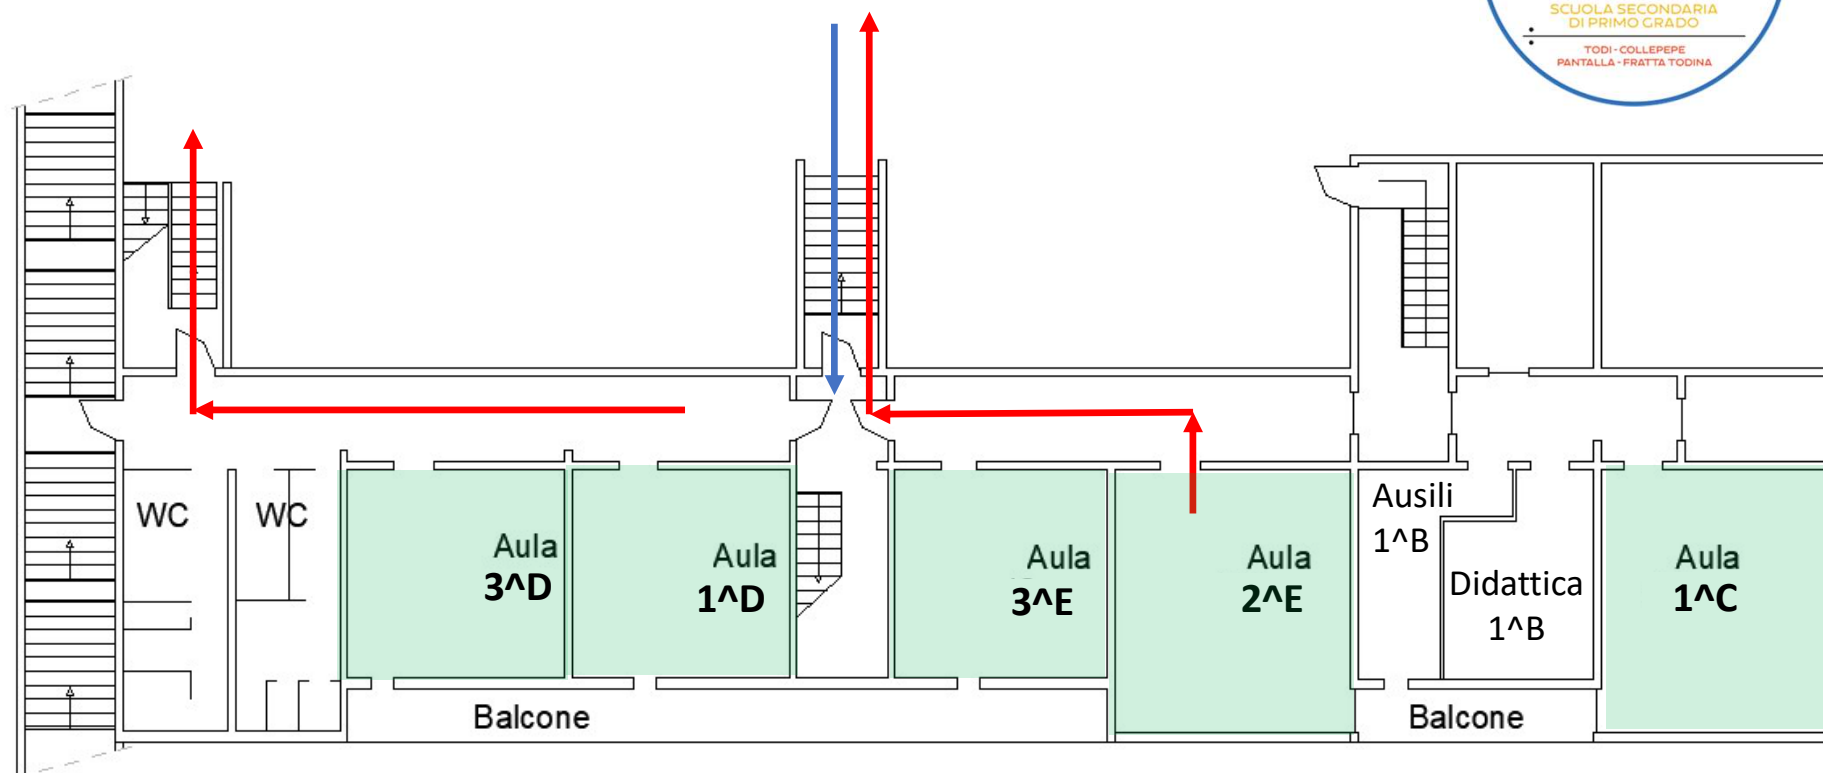 SCUOLA SECONDARIA
DI PRIMO GRADO
TODI - COLLEPEPE
PANTALLA - FRATTA TODINA
WC
WC
Aula
3^D
Aula
1^D
Aula
3^E
Aula
2^E
Ausili
1^B
Didattica
1^B
Aula
1^C
Balcone
Balcone